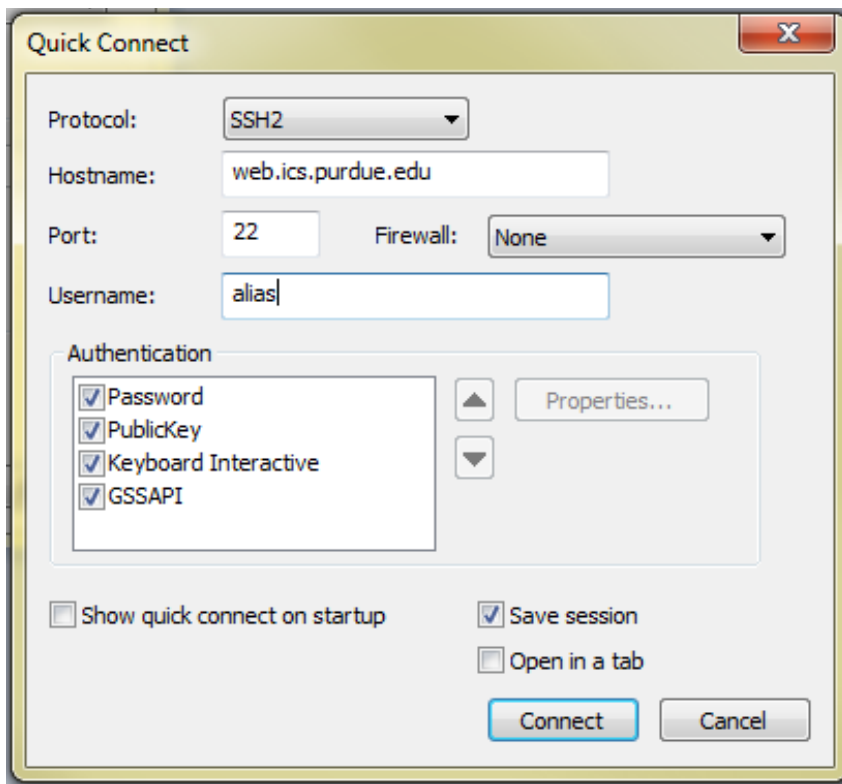 Quick Connect
Protocol: SSH2
Hostname: web.ics.purdue.edu
Port: 22 Firewall: None
Username: alias
Authentication
Password
PublicKey
Properties...
Keyboard Interactive
GSSAPI
Show quick connect on startup Save session
Open in a tab
Connect Cancel